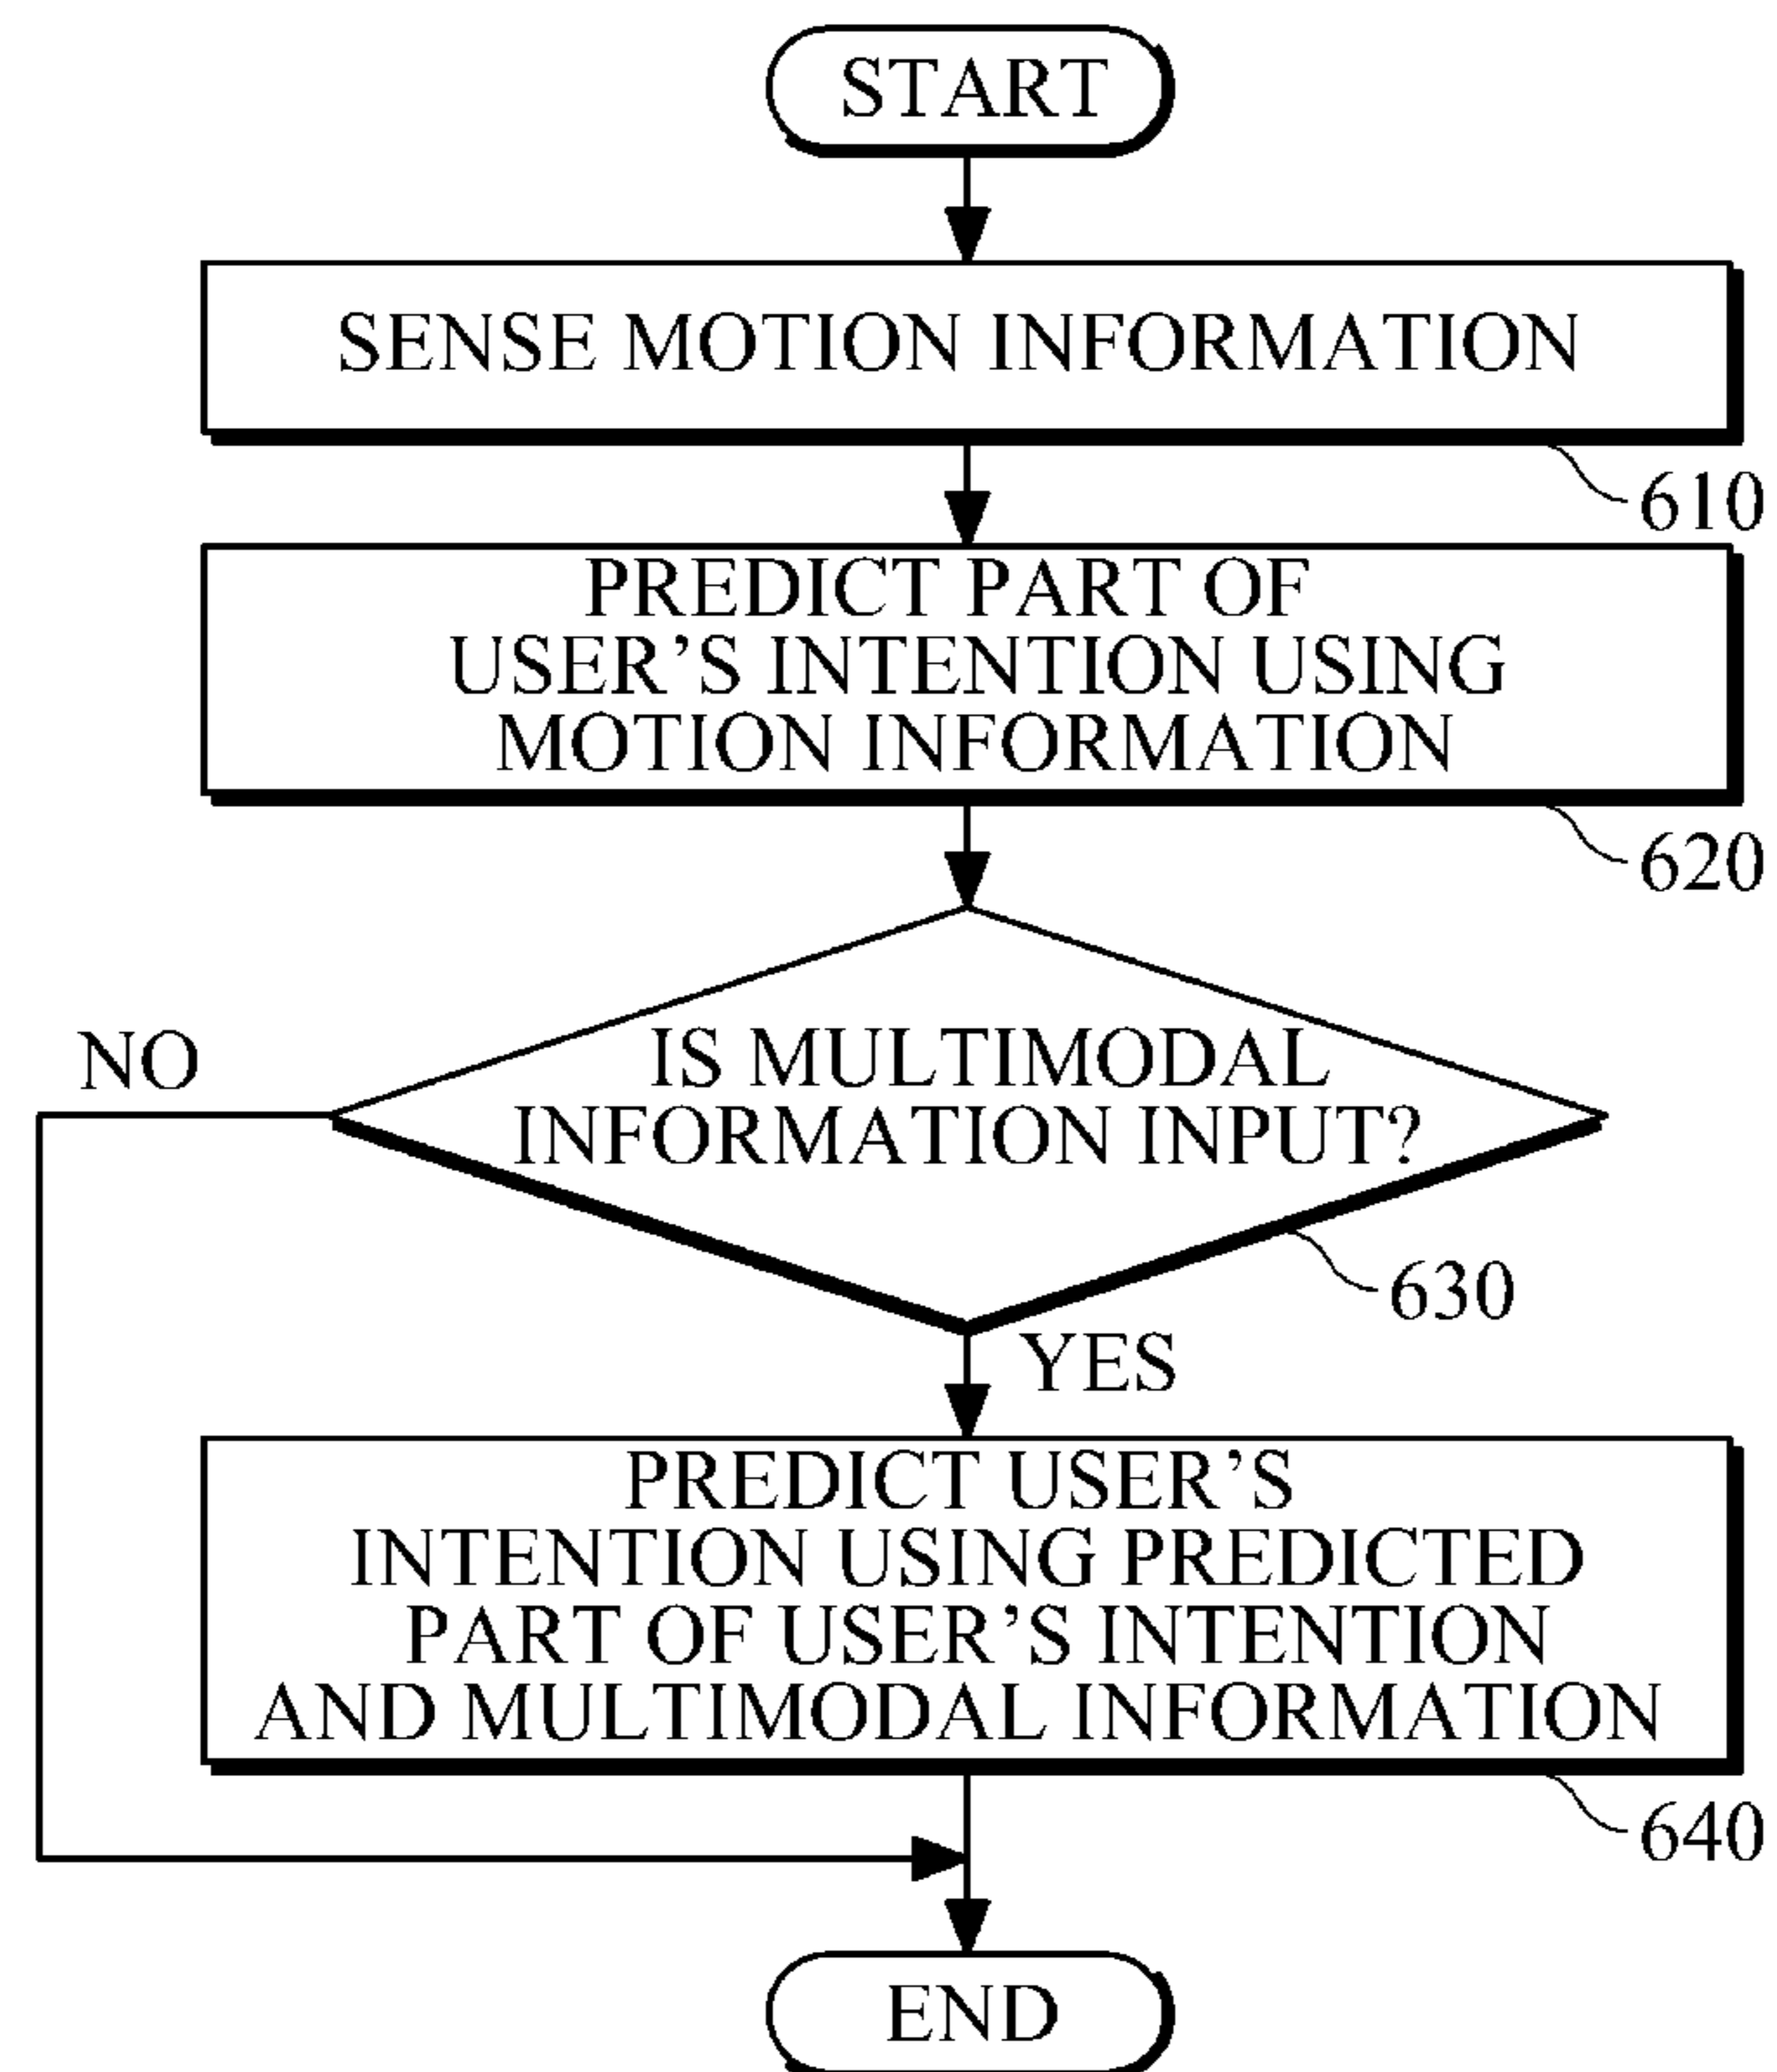 START
SENSE MOTION INFORMATION
610
PREDICT PART OF
USER’S INTENTION USING
MOTION INFORMATION
620
NO
IS MULTIMODAL
INFORMATION INPUT?
630
YES
PREDICT USER’S
INTENTION USING PREDICTED
PART OF USER’S INTENTION
AND MULTIMODAL INFORMATION
640
END